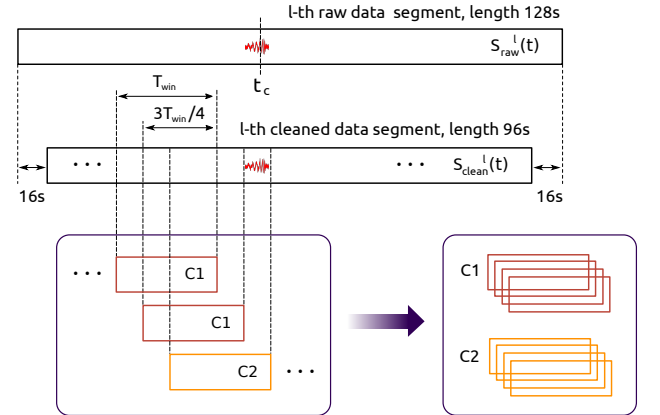 l-th raw data segment, length 128s
S_raw^l(t)
t_c
T_win
3T_win/4
l-th cleaned data segment, length 96s
• • •
• • •
S_clean^l(t)
16s
16s
• • •
C1
C1
C2
• • •
C1
C2